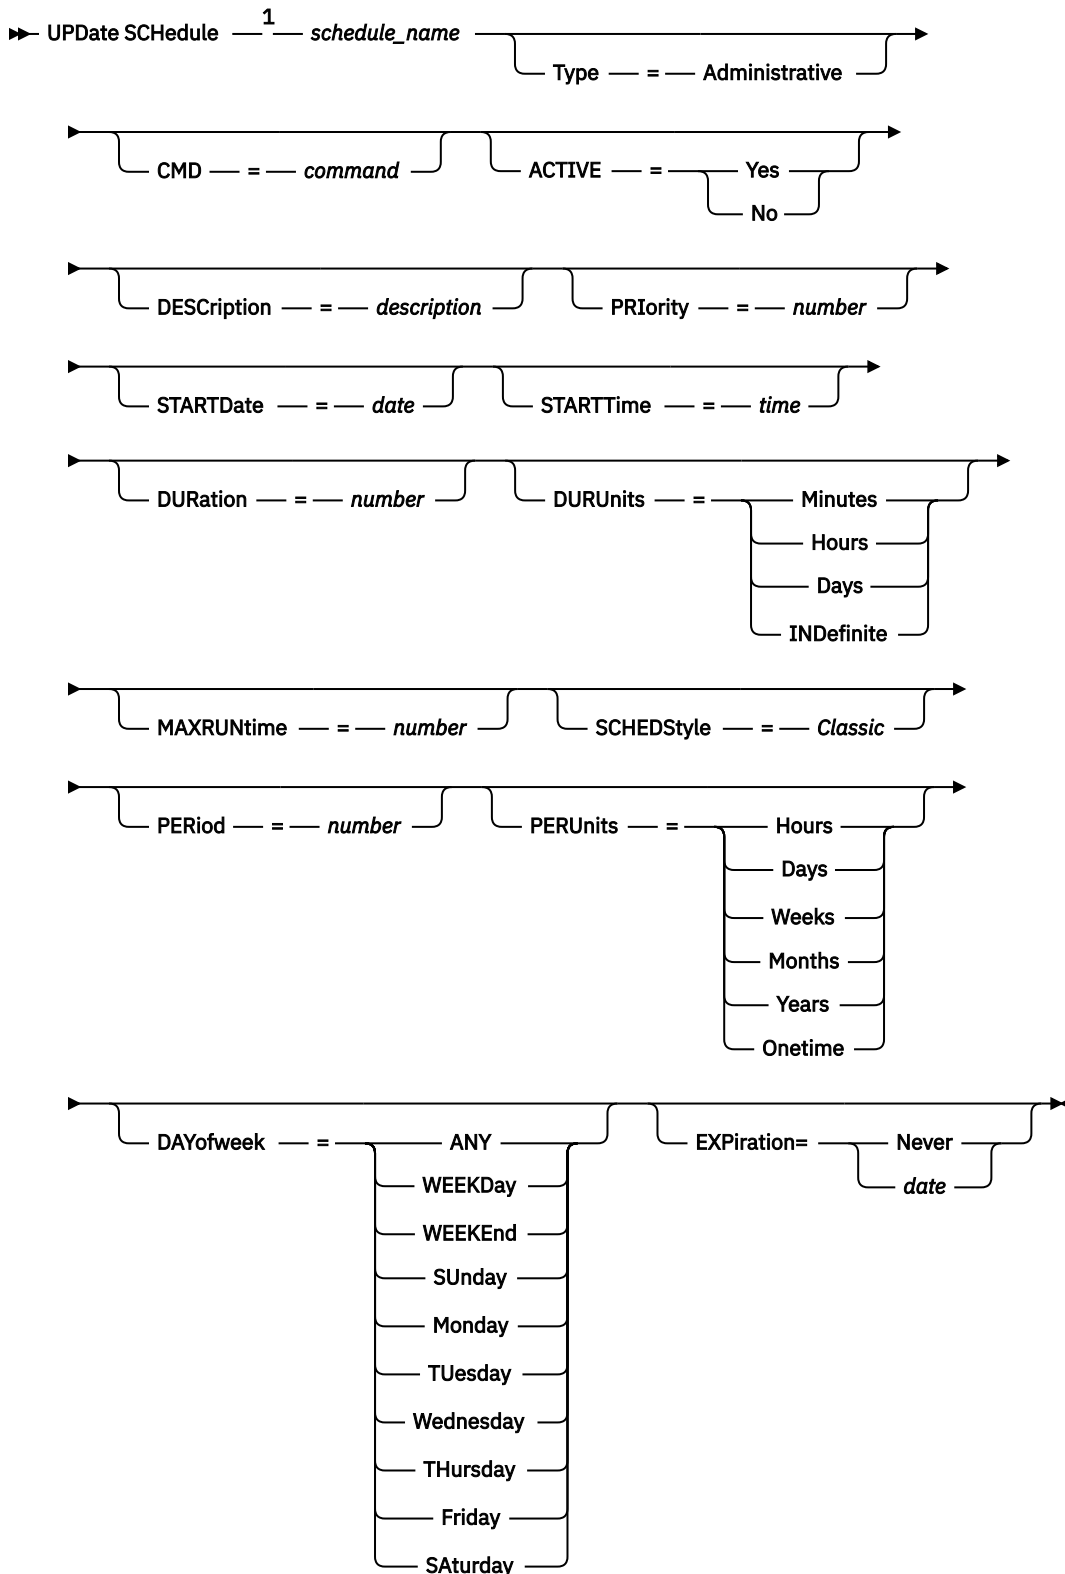 1
UPDate SCHedule schedule_name
Type = Administrative
CMD = command ACTIVE = Yes
No
DESCription = description PRIority = number
STARTDate = date STARTTime = time
DURation = number DURUnits = Minutes
Hours
Days
INDefinite
MAXRUNtime = number SCHEDStyle = Classic
PERiod = number PERUnits = Hours
Days
Weeks
Months
Years
Onetime
DAYofweek = ANY EXPiration= Never
WEEKDay date
WEEKEnd
SUnday
Monday
TUesday
Wednesday
THursday
Friday
SAturday